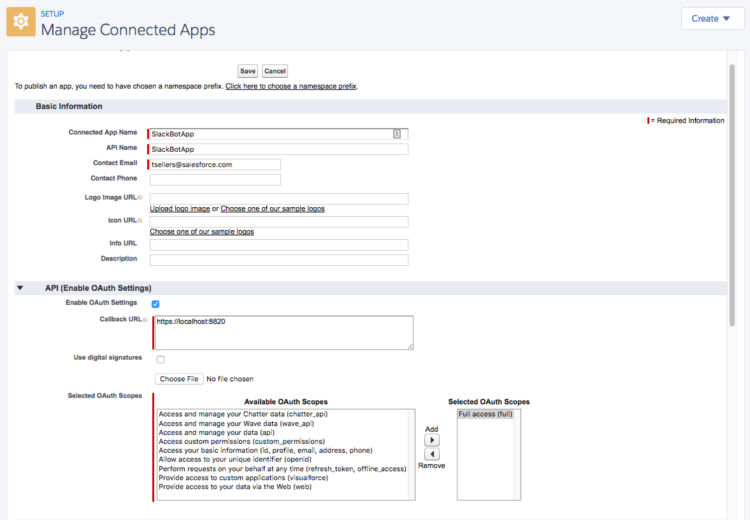 SETUP
Manage Connected Apps
Create
Save Cancel
To publish an app, you need to have chosen a namespace prefix. Click here to choose a namespace prefix.
Basic Information
= Required Information
Connected App Name SlackBotApp
API Name SlackBotApp
Contact Email tsellers@salesforce.com
Contact Phone
Logo Image URL
Upload logo image or Choose one of our sample logos
Icon URL
Choose one of our sample logos
Info URL
Description
API (Enable OAuth Settings)
Enable OAuth Settings
Callback URL https://localhost:8820
Use digital signatures
Choose File No file chosen
Selected OAuth Scopes
Available OAuth Scopes
Access and manage your Chatter data (chatter_api)
Access and manage your Wave data (wave_api)
Access and manage your data (api)
Access custom permissions (custom_permissions)
Access your basic information (id, profile, email, address, phone)
Allow access to your unique identifier (openid)
Perform requests on your behalf at any time (refresh_token, offline_access)
Provide access to custom applications (visualforce)
Provide access to your data via the Web (web)
Add
Remove
Selected OAuth Scopes
Full access (full)